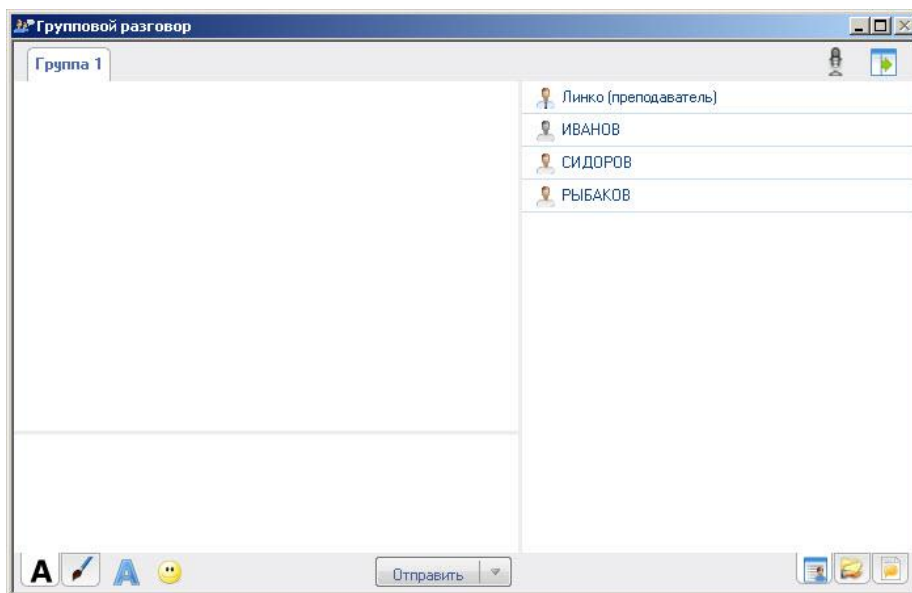 Групповой разговор
Группа 1
Линко (преподаватель)
ИВАНОВ
СИДОРОВ
РЫБАКОВ
A
A
Отправить